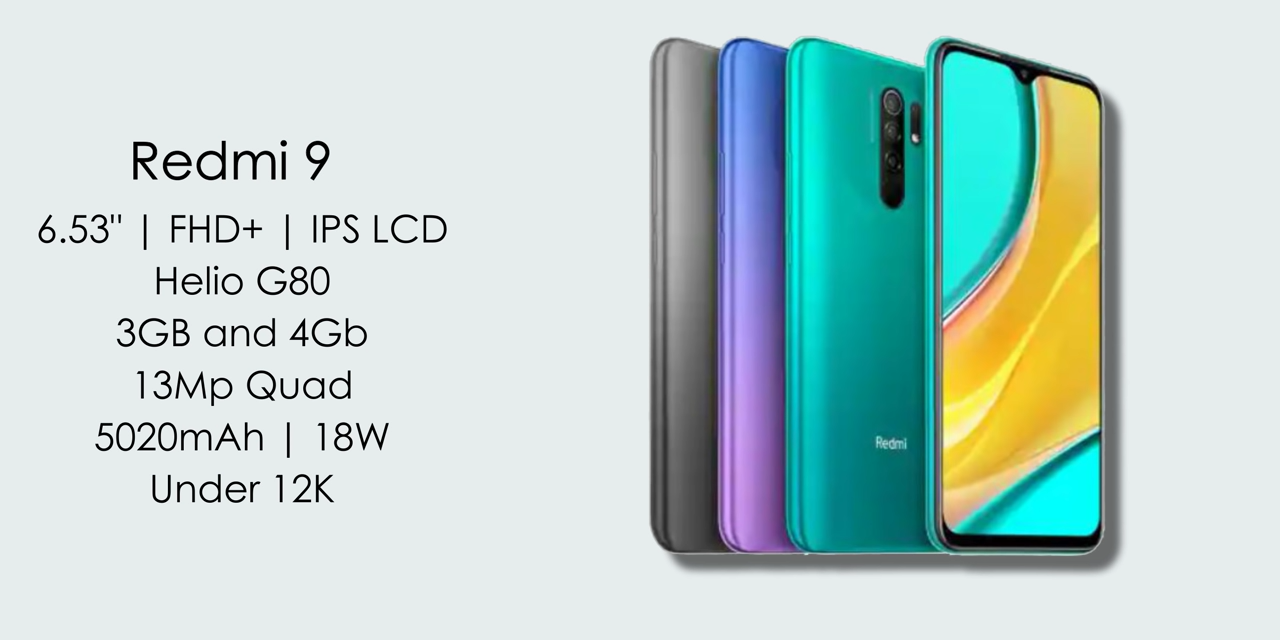 Redmi 9
6.53" | FHD+ | IPS LCD
Helio G80
3GB and 4Gb
13Mp Quad
5020mAh | 18W
Under 12K
Redmi